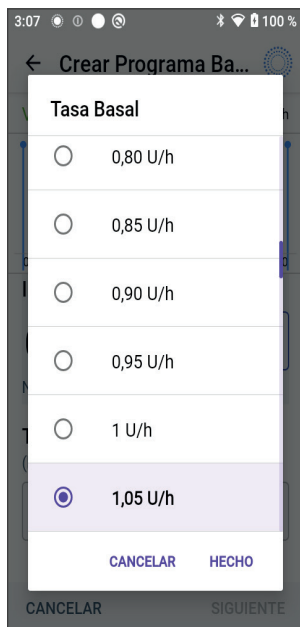 3:07
100 %
Crear Programa Ba...
Tasa Basal
0,80 U/h
0,85 U/h
0,90 U/h
0,95 U/h
1 U/h
1,05 U/h
CANCELAR
HECHO
CANCELAR
SIGUIENTE